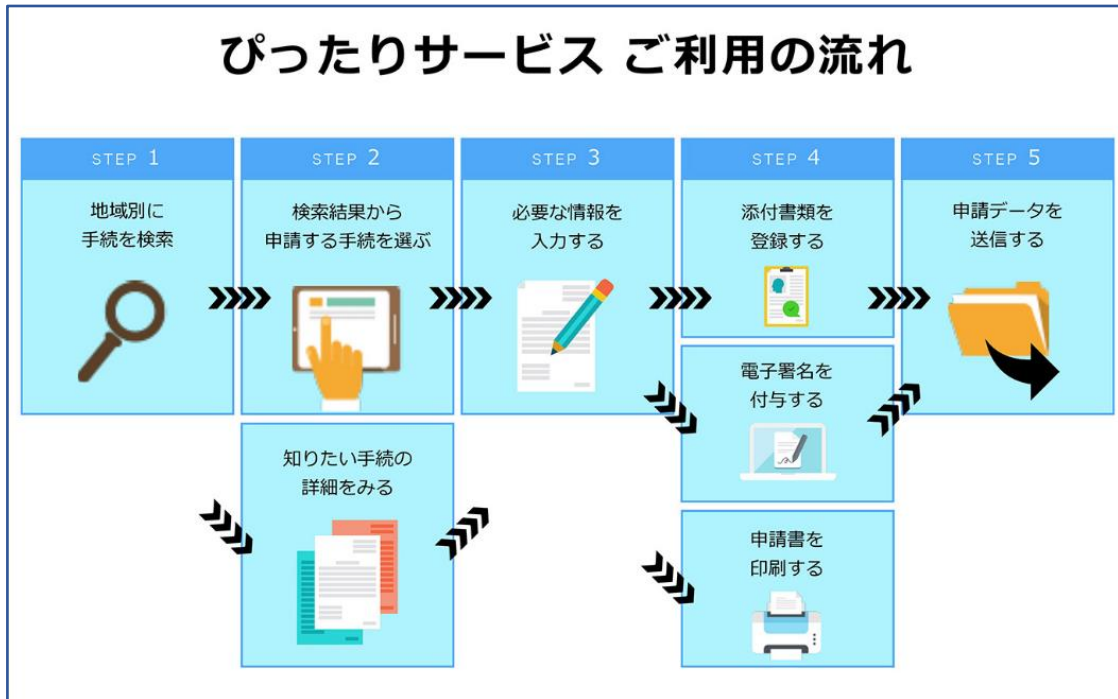 ぴったりサービス ご利用の流れ
STEP 1
地域別に
手続を検索
STEP 2
検索結果から
申請する手続を選ぶ
知りたい手続の
詳細をみる
STEP 3
必要な情報を
入力する
STEP 4
添付書類を
登録する
電子署名を
付与する
申請書を
印刷する
STEP 5
申請データを
送信する